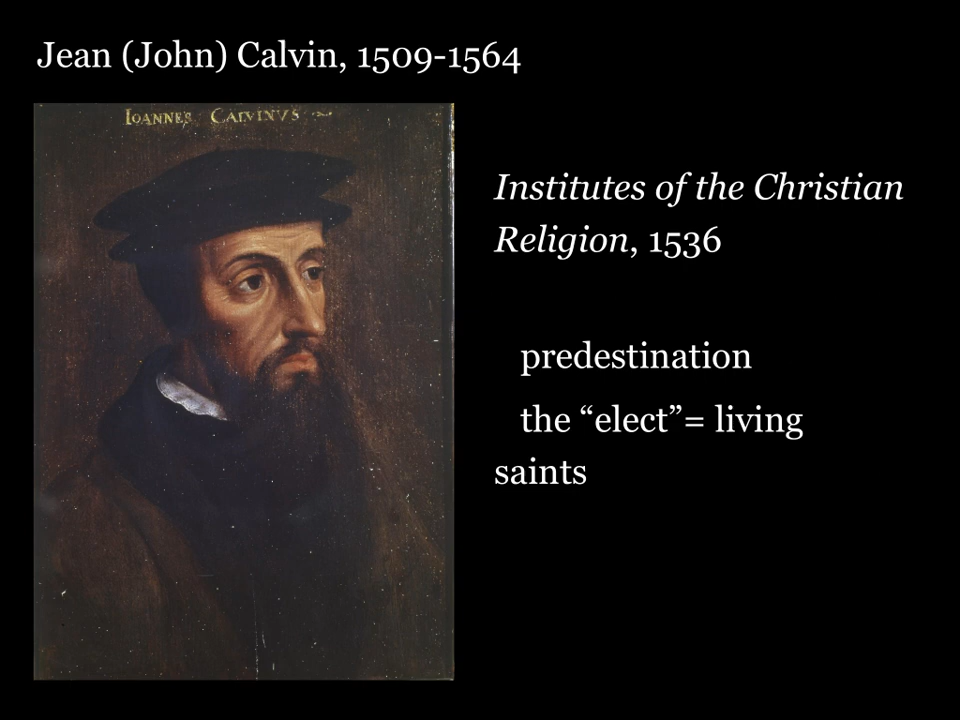 Jean (John) Calvin, 1509-1564
IOANNES CALVINVS
Institutes of the Christian
Religion, 1536
predestination
the “elect”= living
saints